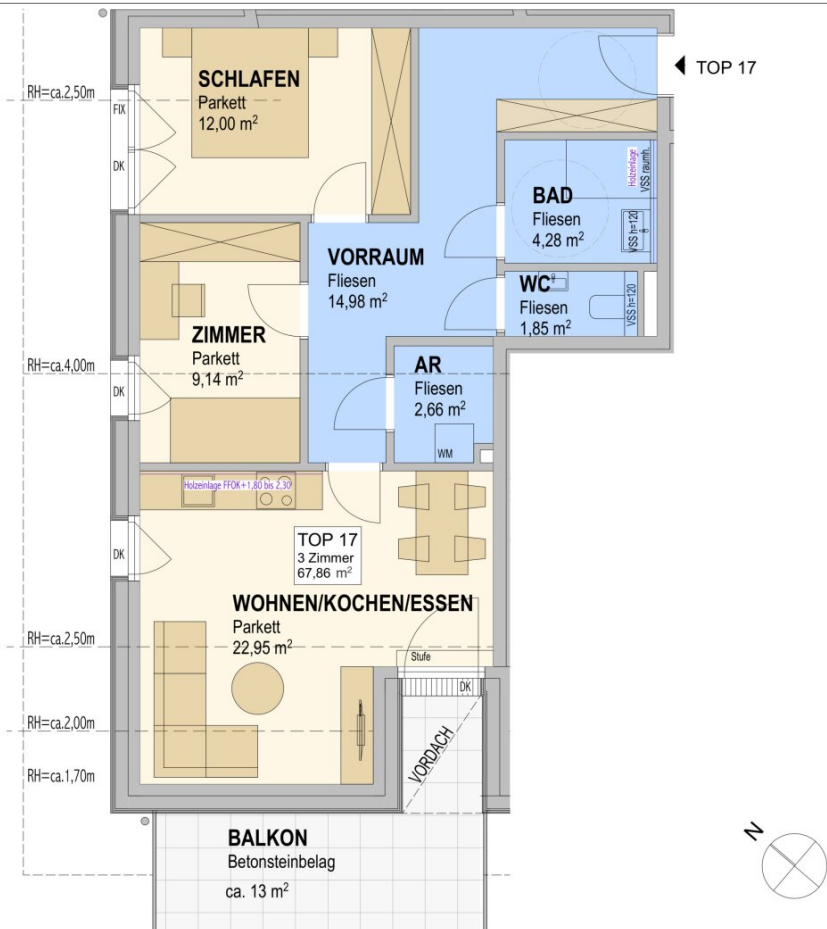 TOP 17
SCHLAFEN
Parkett
12,00 m²
RH=ca.2,50m
FIX
DK
Holzeinlage
VSS raumh.
BAD
Fliesen
4,28 m²
VSS h=120
VORRAUM
Fliesen
14,98 m²
WC
Fliesen
1,85 m²
VSS h=120
ZIMMER
Parkett
9,14 m²
RH=ca.4,00m
DK
AR
Fliesen
2,66 m²
WM
Holzeinlage FFOK+1,80 bis 2,30
TOP 17
3 Zimmer
67,86 m²
DK
WOHNEN/KOCHEN/ESSEN
Parkett
22,95 m²
RH=ca.2,50m
Stufe
DK
RH=ca.2,00m
VORDACH
RH=ca.1,70m
BALKON
Betonsteinbelag
ca. 13 m²
N